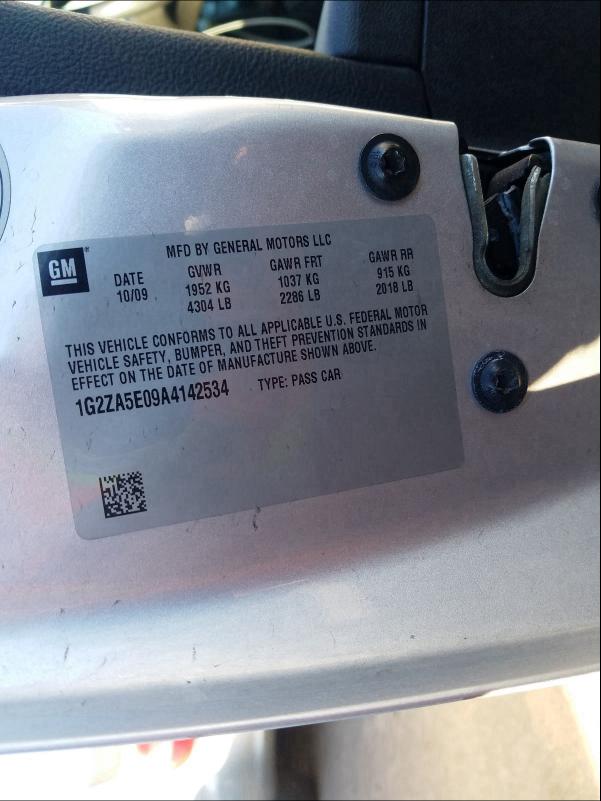 GM ®
MFD BY GENERAL MOTORS LLC
DATE GVWR GAWR FRT GAWR RR
10/09 1952 KG 1037 KG 915 KG
4304 LB 2286 LB 2018 LB
THIS VEHICLE CONFORMS TO ALL APPLICABLE U.S. FEDERAL MOTOR
VEHICLE SAFETY, BUMPER, AND THEFT PREVENTION STANDARDS IN
EFFECT ON THE DATE OF MANUFACTURE SHOWN ABOVE.
1G2ZA5E09A4142534 TYPE: PASS CAR